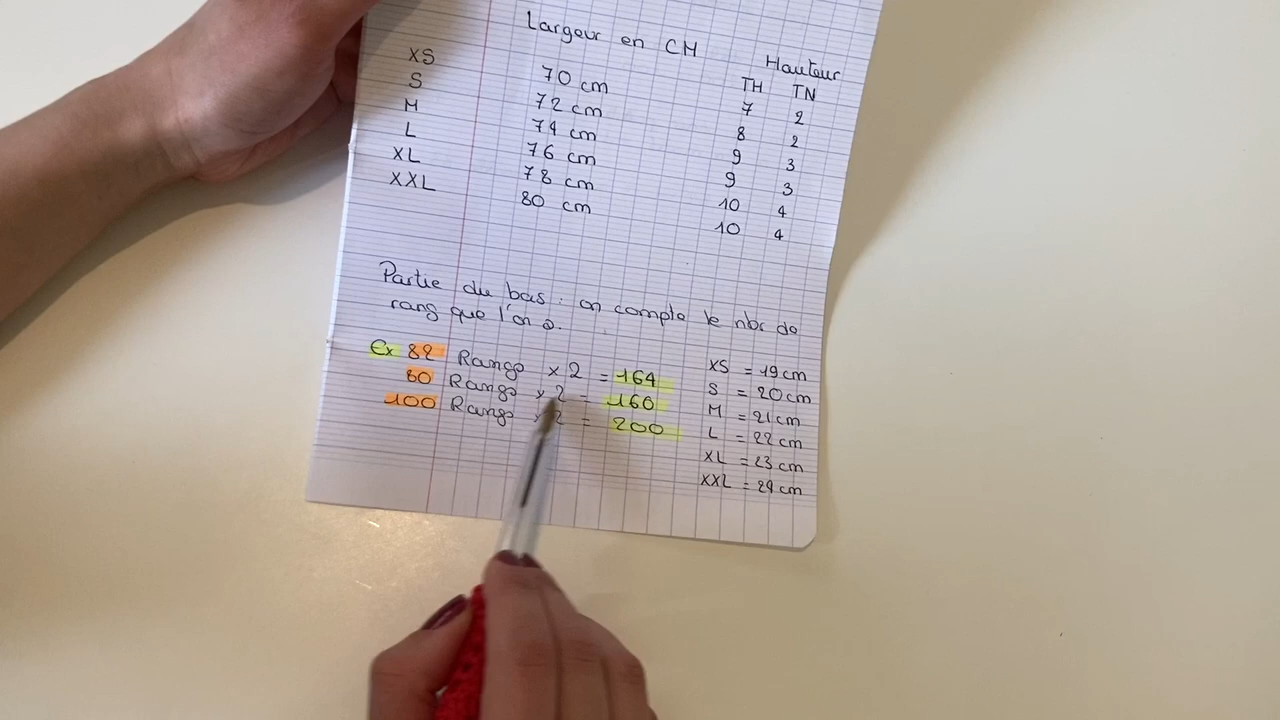 Largeur en CM
Hauteur
TH TN
XS 70 cm 7 2
S 72 cm 8 2
M 74 cm 9 3
L 76 cm 9 3
XL 78 cm 10 4
XXL 80 cm 10 4
Partie du bas : on compte le nbr de
rang que l'on a.
Ex 82 Rangs x 2 = 164
80 Rangs x 2 = 160
100 Rangs x 2 = 200
XS = 19 cm
S = 20 cm
M = 21 cm
L = 22 cm
XL = 23 cm
XXL = 24 cm